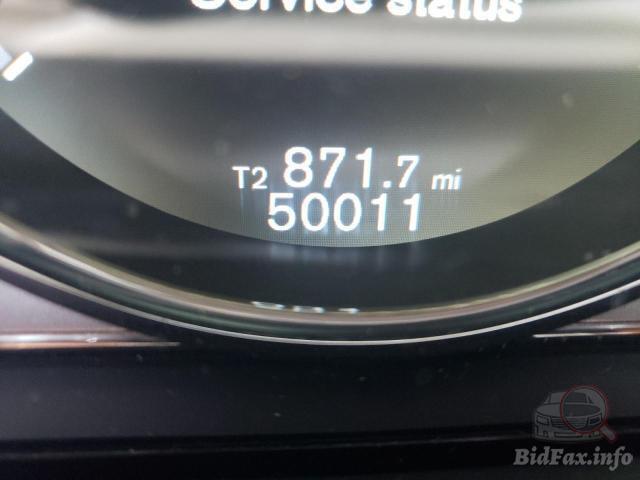 Service status
T2 871.7 mi
50011
BidFax.info